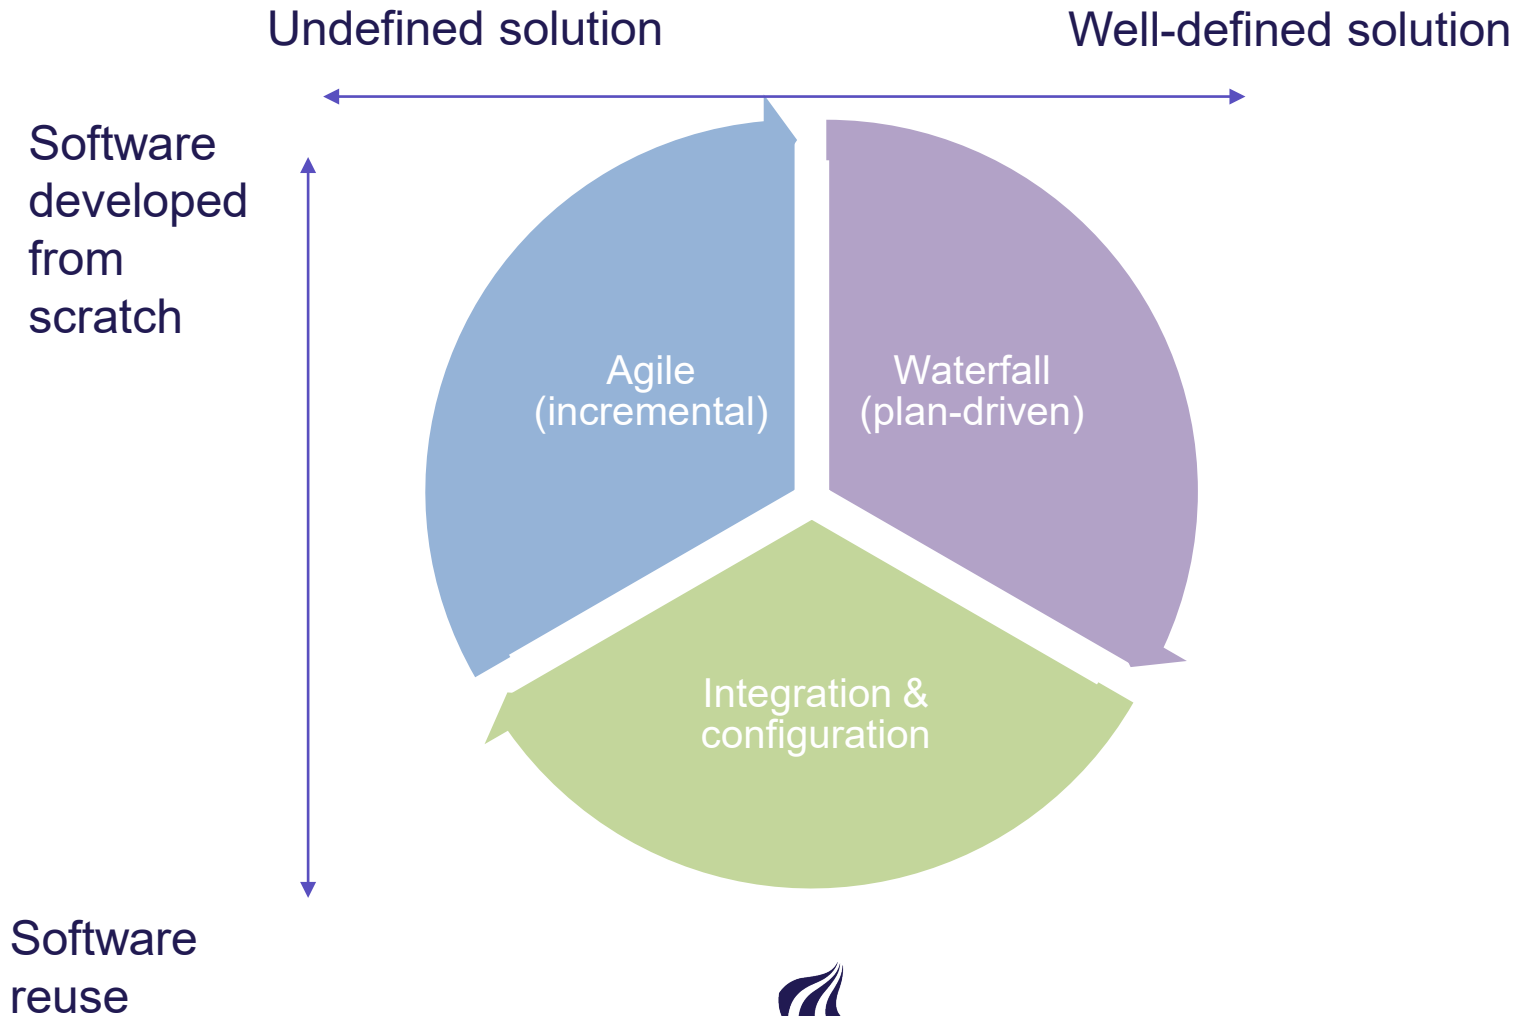 Undefined solution
Well-defined solution
Software
developed
from
scratch
Agile
(incremental)
Waterfall
(plan-driven)
Integration &
configuration
Software
reuse